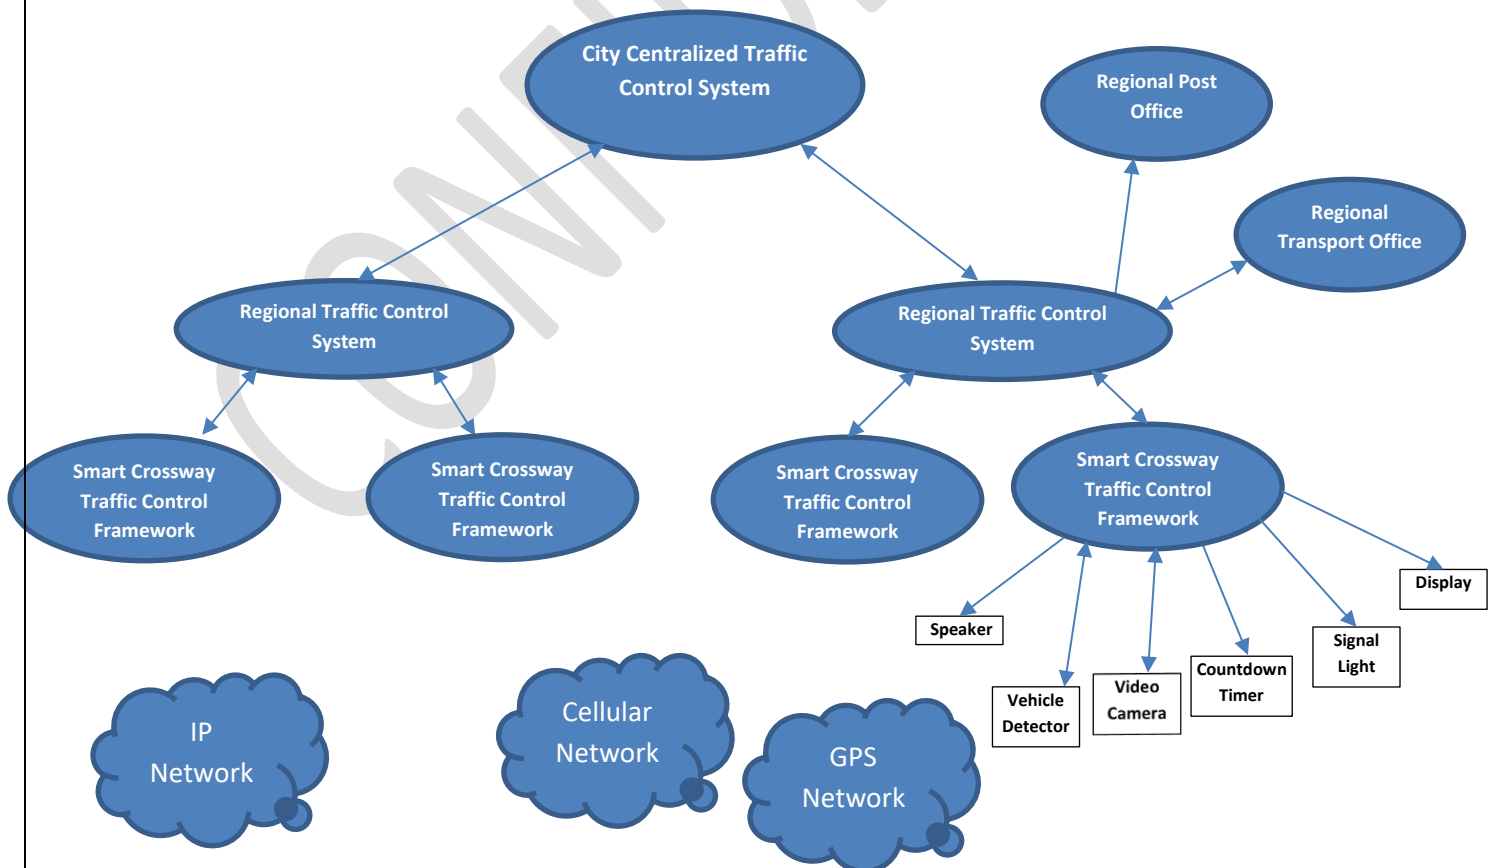 City Centralized Traffic
Control System
Regional Post
Office
Regional
Transport Office
Regional Traffic Control
System
Regional Traffic Control
System
Smart Crossway
Traffic Control
Framework
Smart Crossway
Traffic Control
Framework
Smart Crossway
Traffic Control
Framework
Smart Crossway
Traffic Control
Framework
Display
Speaker
Signal
Light
Countdown
Timer
Video
Camera
Vehicle
Detector
IP
Network
Cellular
Network
GPS
Network